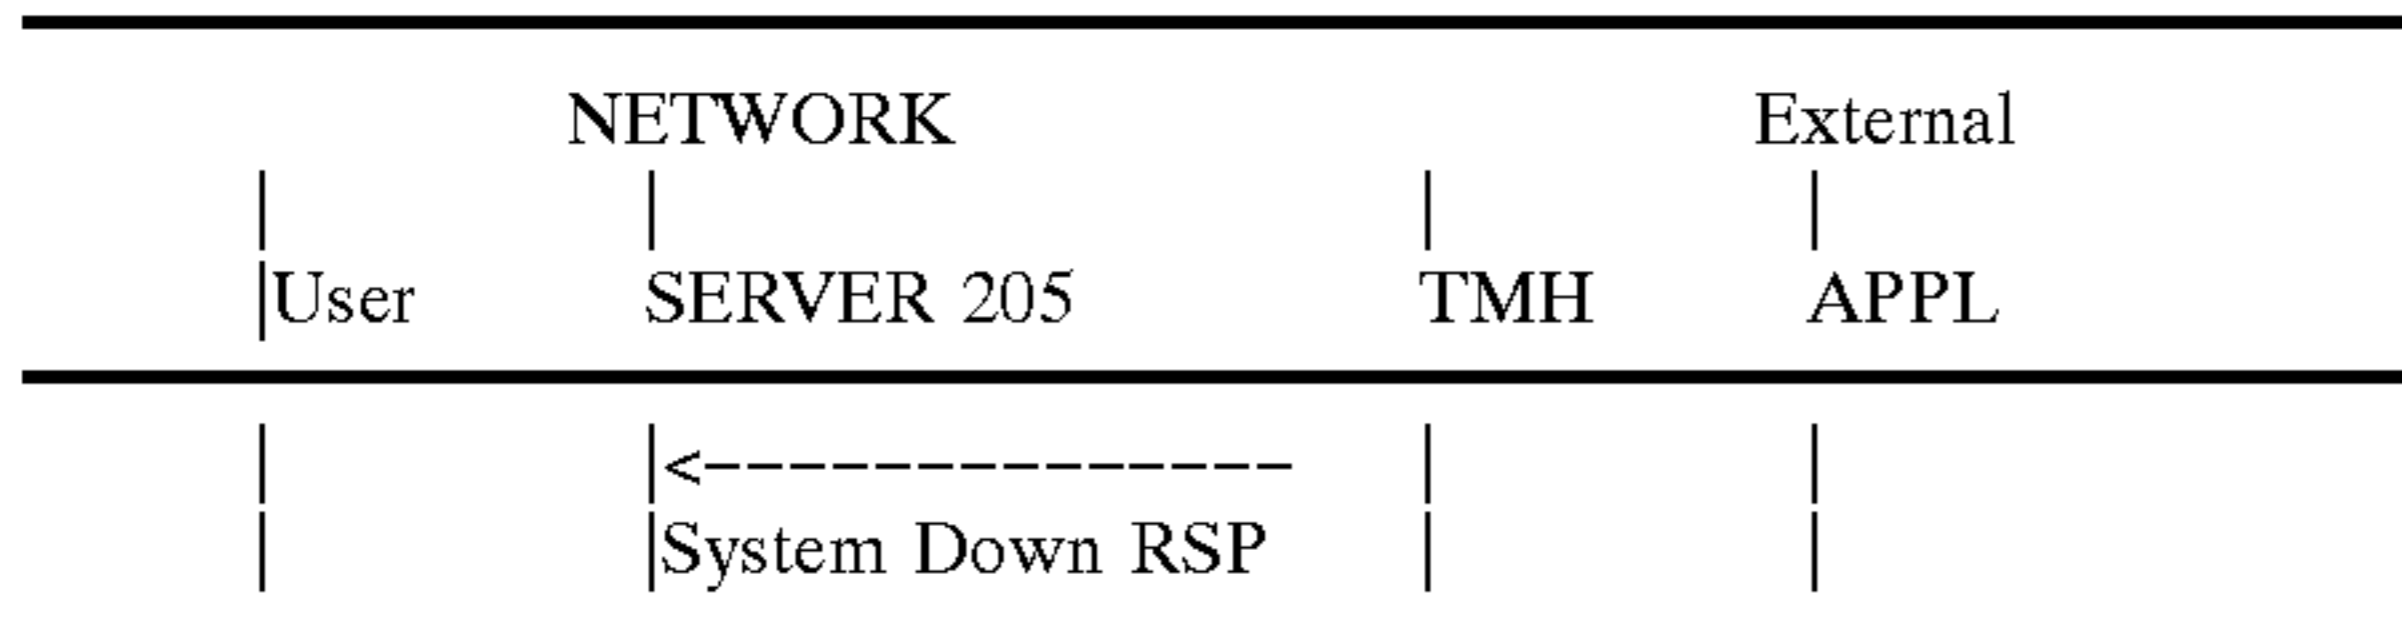 NETWORK External
| | | |
|User SERVER 205 TMH APPL
| |<-------------- | |
| |System Down RSP | |